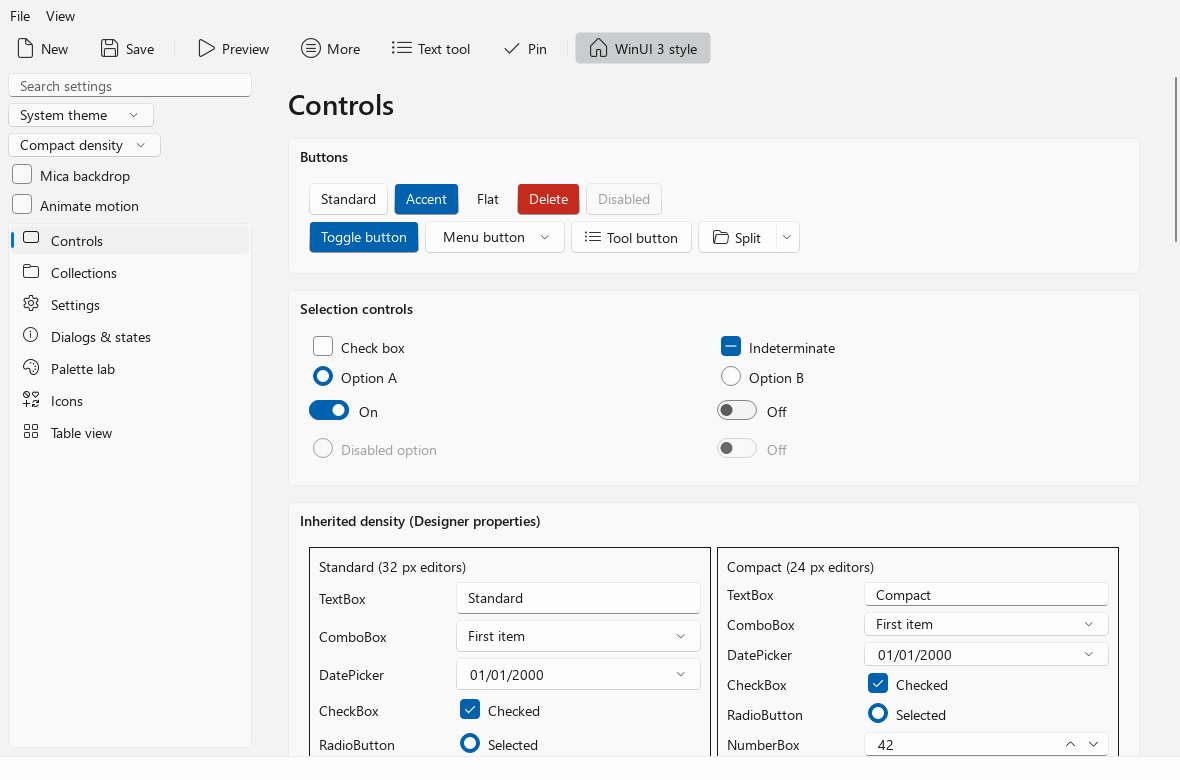 File View
New Save Preview More Text tool Pin WinUI 3 style
Search settings
System theme
Compact density
Mica backdrop
Animate motion
Controls
Collections
Settings
Dialogs & states
Palette lab
Icons
Table view
Controls
Buttons
Standard Accent Flat Delete Disabled
Toggle button Menu button Tool button Split
Selection controls
Check box Indeterminate
Option A Option B
On Off
Disabled option Off
Inherited density (Designer properties)
Standard (32 px editors)
TextBox Standard
ComboBox First item
DatePicker 01/01/2000
CheckBox Checked
RadioButton Selected
Compact (24 px editors)
TextBox Compact
ComboBox First item
DatePicker 01/01/2000
CheckBox Checked
RadioButton Selected
NumberBox 42